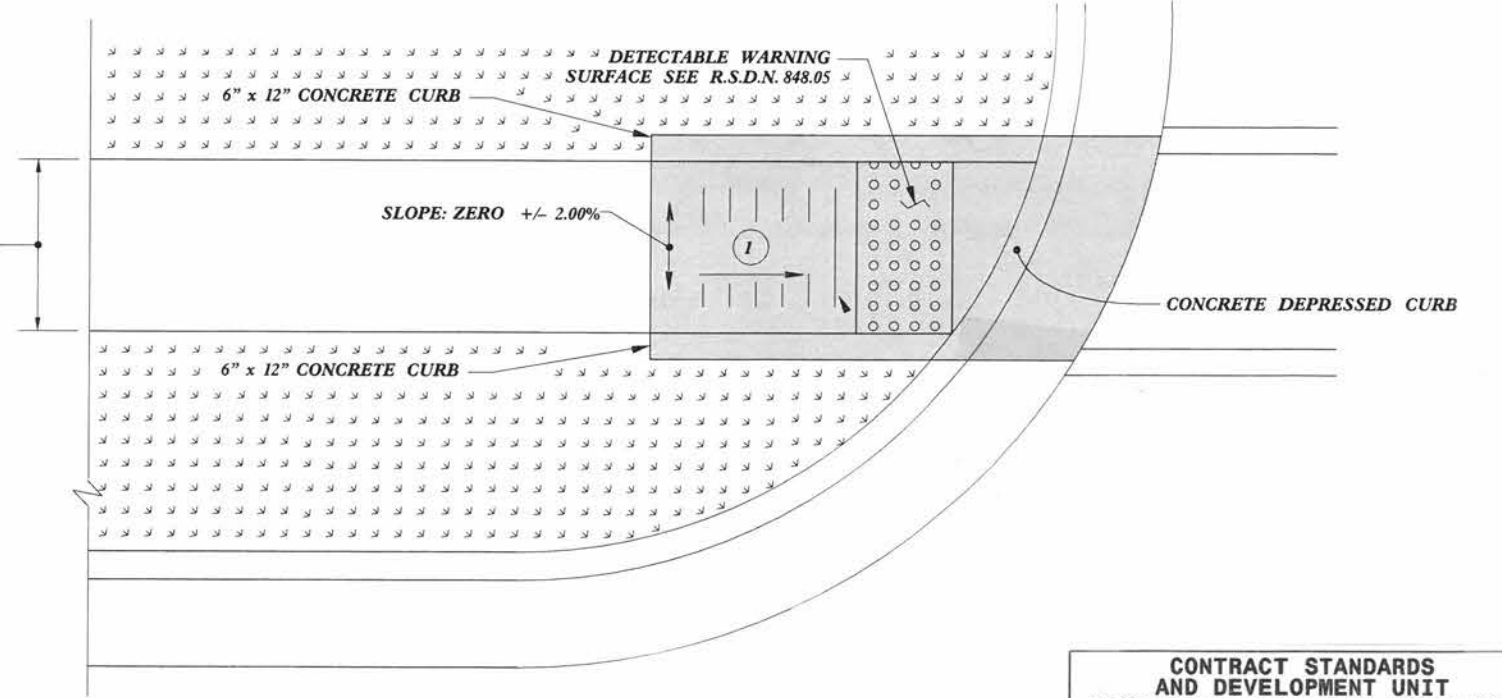 DETECTABLE WARNING
SURFACE SEE R.S.D.N. 848.05
6" x 12" CONCRETE CURB
SLOPE: ZERO +/- 2.00%
1
CONCRETE DEPRESSED CURB
6" x 12" CONCRETE CURB
CONTRACT STANDARDS
AND DEVELOPMENT UNIT